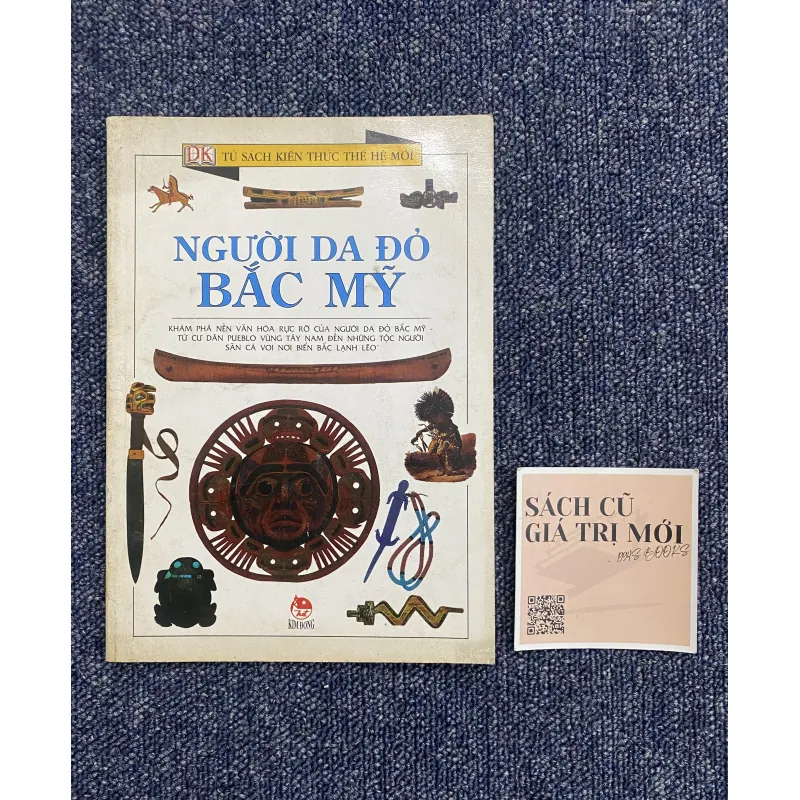 DK TỦ SÁCH KIẾN THỨC THẾ HỆ MỚI
NGƯỜI DA ĐỎ
BẮC MỸ
KHÁM PHÁ NỀN VĂN HÓA RỰC RỠ CỦA NGƯỜI DA ĐỎ BẮC MỸ -
TỪ CƯ DÂN PUEBLO VÙNG TÂY NAM ĐẾN NHỮNG TỘC NGƯỜI
SĂN CÁ VOI NƠI BIỂN BẮC LẠNH LẼO
KIM ĐỒNG
SÁCH CŨ
GIÁ TRỊ MỚI
BOOKS